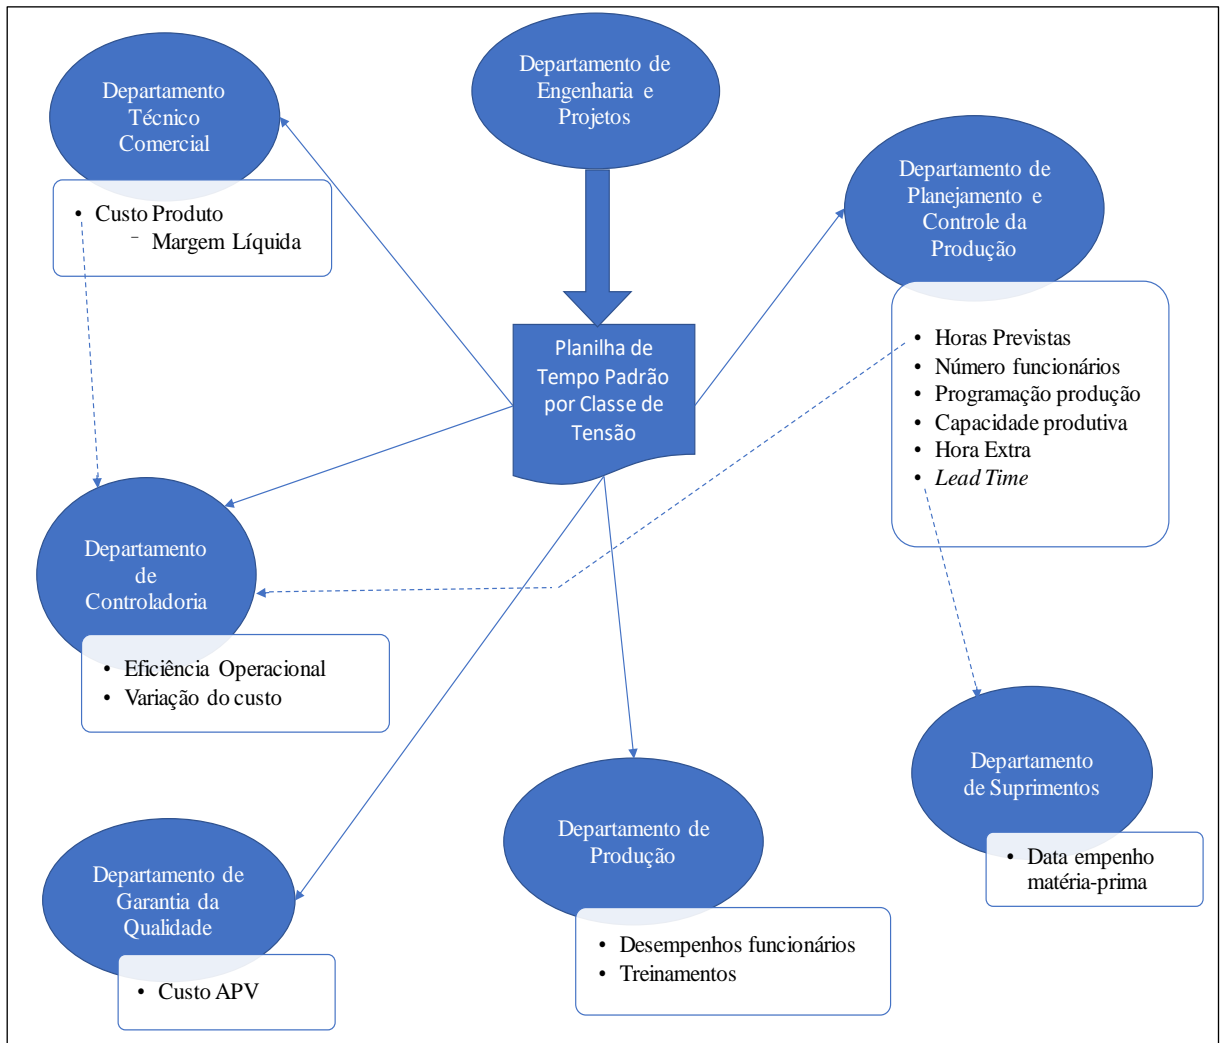 Departamento de
Engenharia e
Projetos
Departamento
Técnico
Comercial
• Custo Produto
– Margem Líquida
Departamento de
Planejamento e
Controle da
Produção
• Horas Previstas
• Número funcionários
• Programação produção
• Capacidade produtiva
• Hora Extra
• Lead Time
Planilha de
Tempo Padrão
por Classe de
Tensão
Departamento
de
Controladoria
• Eficiência Operacional
• Variação do custo
Departamento
de Suprimentos
• Data empenho
matéria-prima
Departamento de
Produção
• Desempenhos funcionários
• Treinamentos
Departamento de
Garantia da
Qualidade
• Custo APV